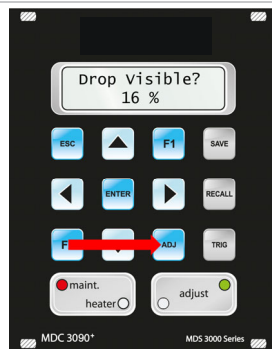 Drop Visible?
16 %
ESC
F1
SAVE
ENTER
RECALL
F
ADJ
TRIG
maint.
heater
adjust
MDC 3090+
MDS 3000 Series